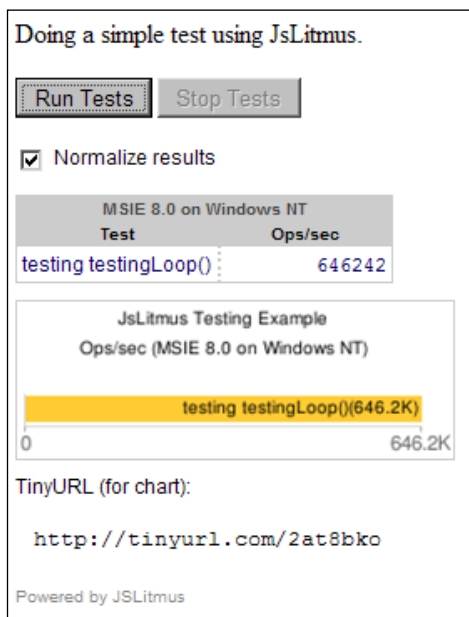 Doing a simple test using JsLitmus.
Run Tests Stop Tests
Normalize results
MSIE 8.0 on Windows NT
Test Ops/sec
testing testingLoop() 646242
JsLitmus Testing Example
Ops/sec (MSIE 8.0 on Windows NT)
testing testingLoop()(646.2K)
0 646.2K
TinyURL (for chart):
http://tinyurl.com/2at8bko
Powered by JSLitmus